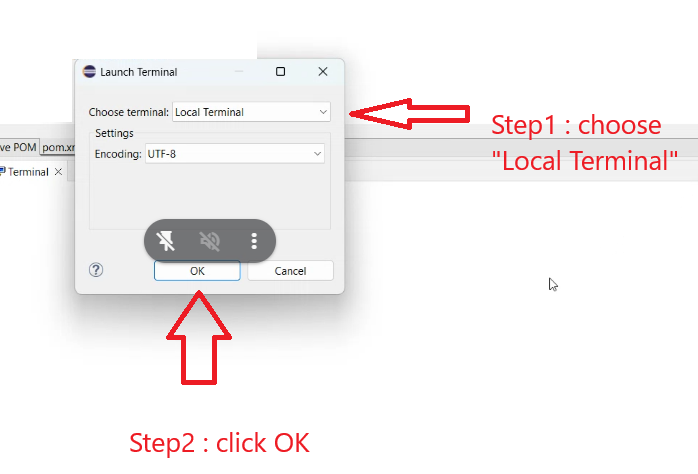 Launch Terminal
Choose terminal: Local Terminal
Settings
Encoding: UTF-8
OK Cancel
ve POM pom.xm
Terminal
Step1 : choose
"Local Terminal"
Step2 : click OK